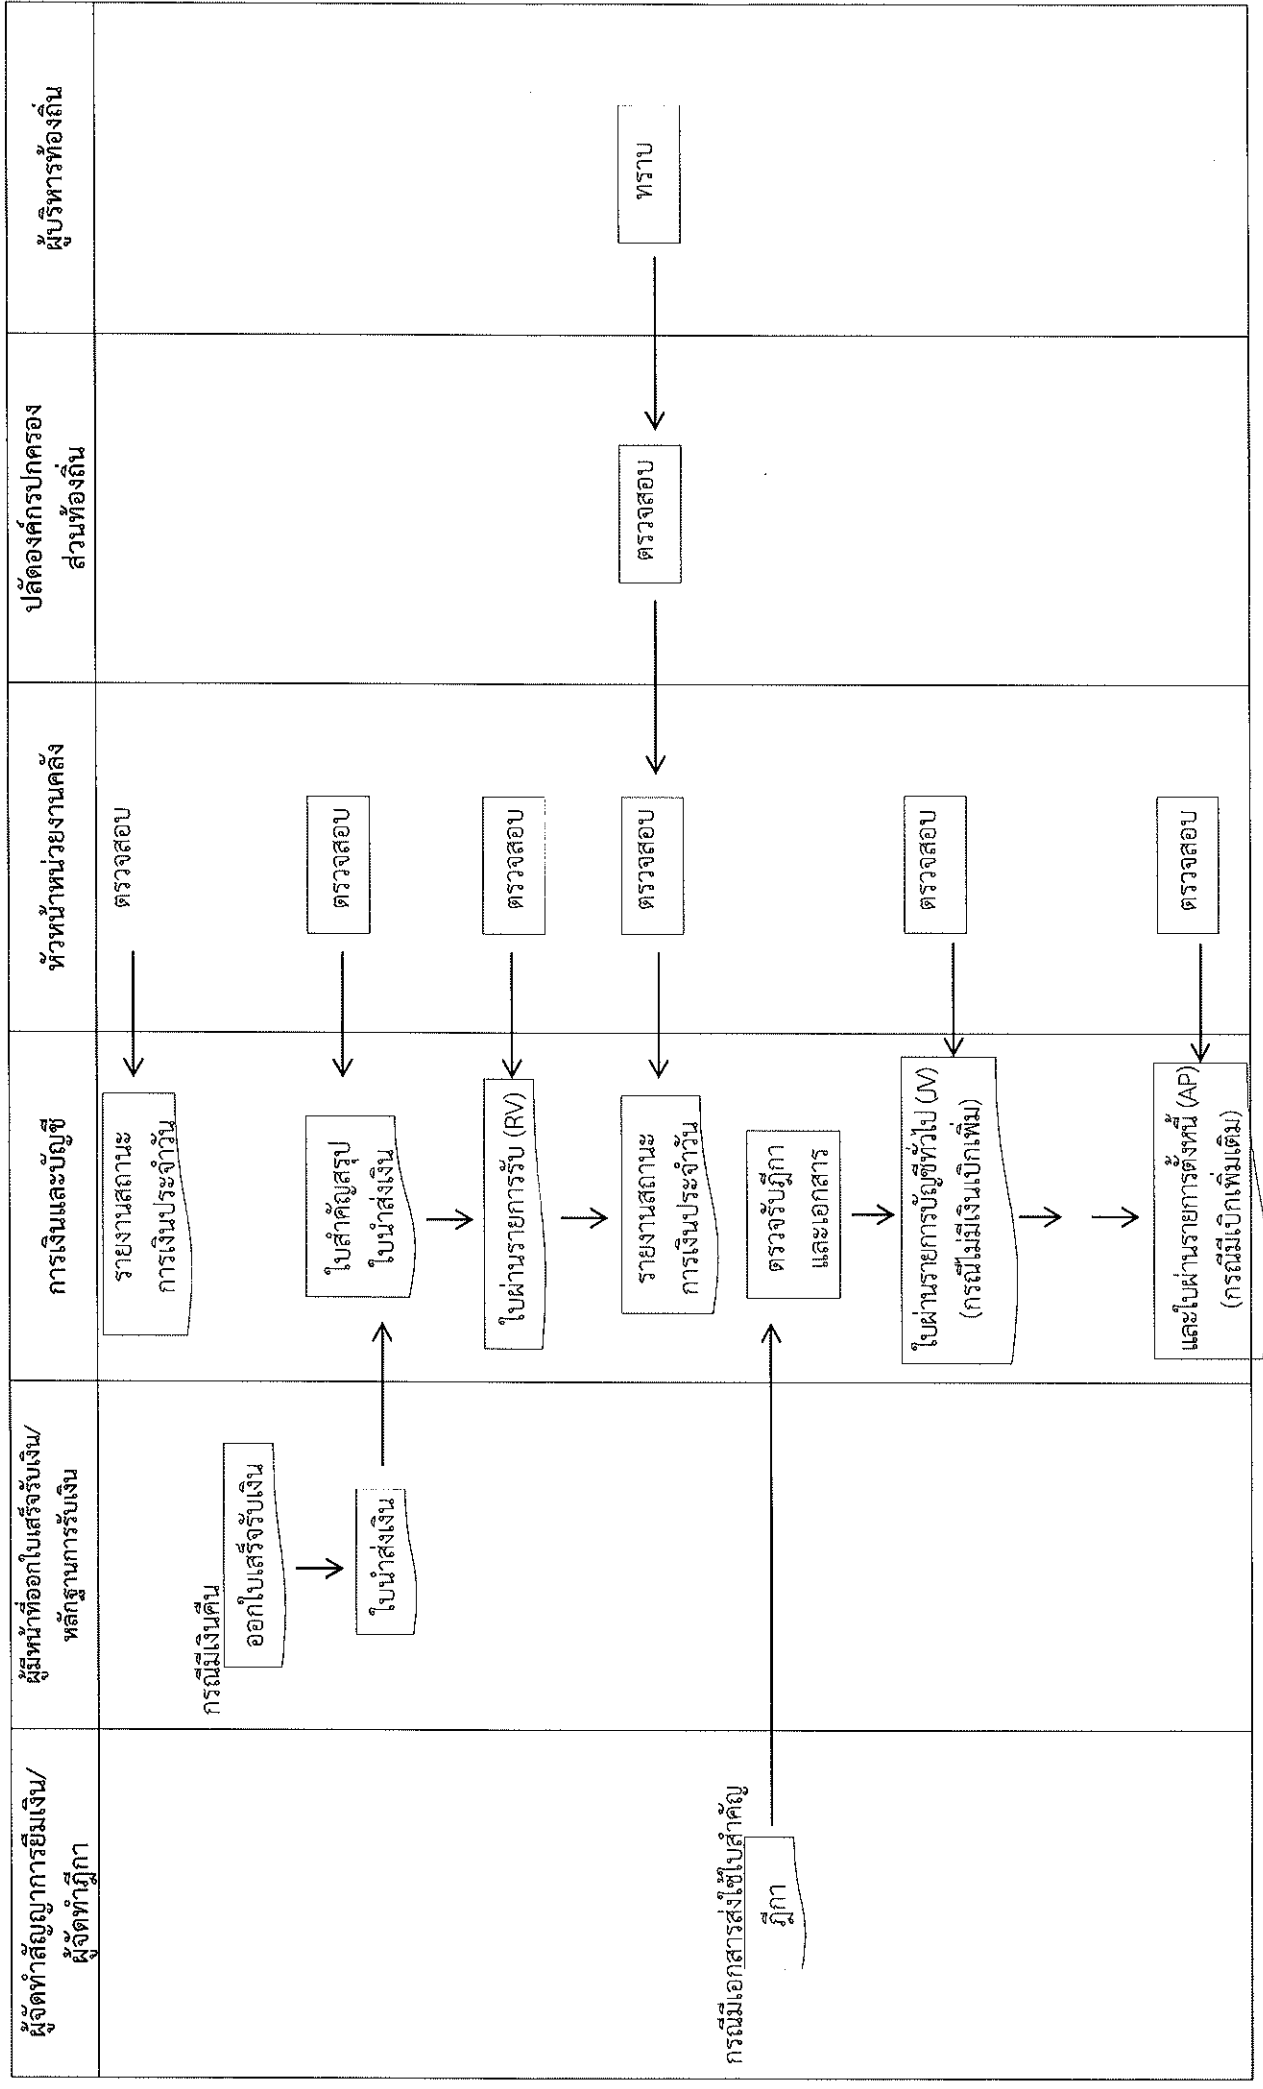 ผู้จัดทำสัญญาการยืมเงิน/
ผู้จัดทำฎีกา
ผู้มีหน้าที่ออกใบเสร็จรับเงิน/
หลักฐานการรับเงิน
การเงินและบัญชี
หัวหน้าหน่วยงานคลัง
ปลัดองค์กรปกครอง
ส่วนท้องถิ่น
ผู้บริหารท้องถิ่น
รายงานสถานะ
การเงินประจำวัน
ตรวจสอบ
กรณีมีเงินคืน
ออกใบเสร็จรับเงิน
ใบนำส่งเงิน
ใบสำคัญสรุป
ใบนำส่งเงิน
ตรวจสอบ
ใบผ่านรายการรับ (RV)
ตรวจสอบ
รายงานสถานะ
การเงินประจำวัน
ตรวจสอบ
ตรวจสอบ
ทราบ
กรณีมีเอกสารส่งใช้ใบสำคัญ
ฎีกา
ตรวจรับฎีกา
และเอกสาร
ใบผ่านรายการบัญชีทั่วไป (JV)
(กรณีไม่มีเงินเบิกเพิ่ม)
ตรวจสอบ
และใบผ่านรายการตั้งหนี้ (AP)
(กรณีมีเบิกเพิ่มเติม)
ตรวจสอบ